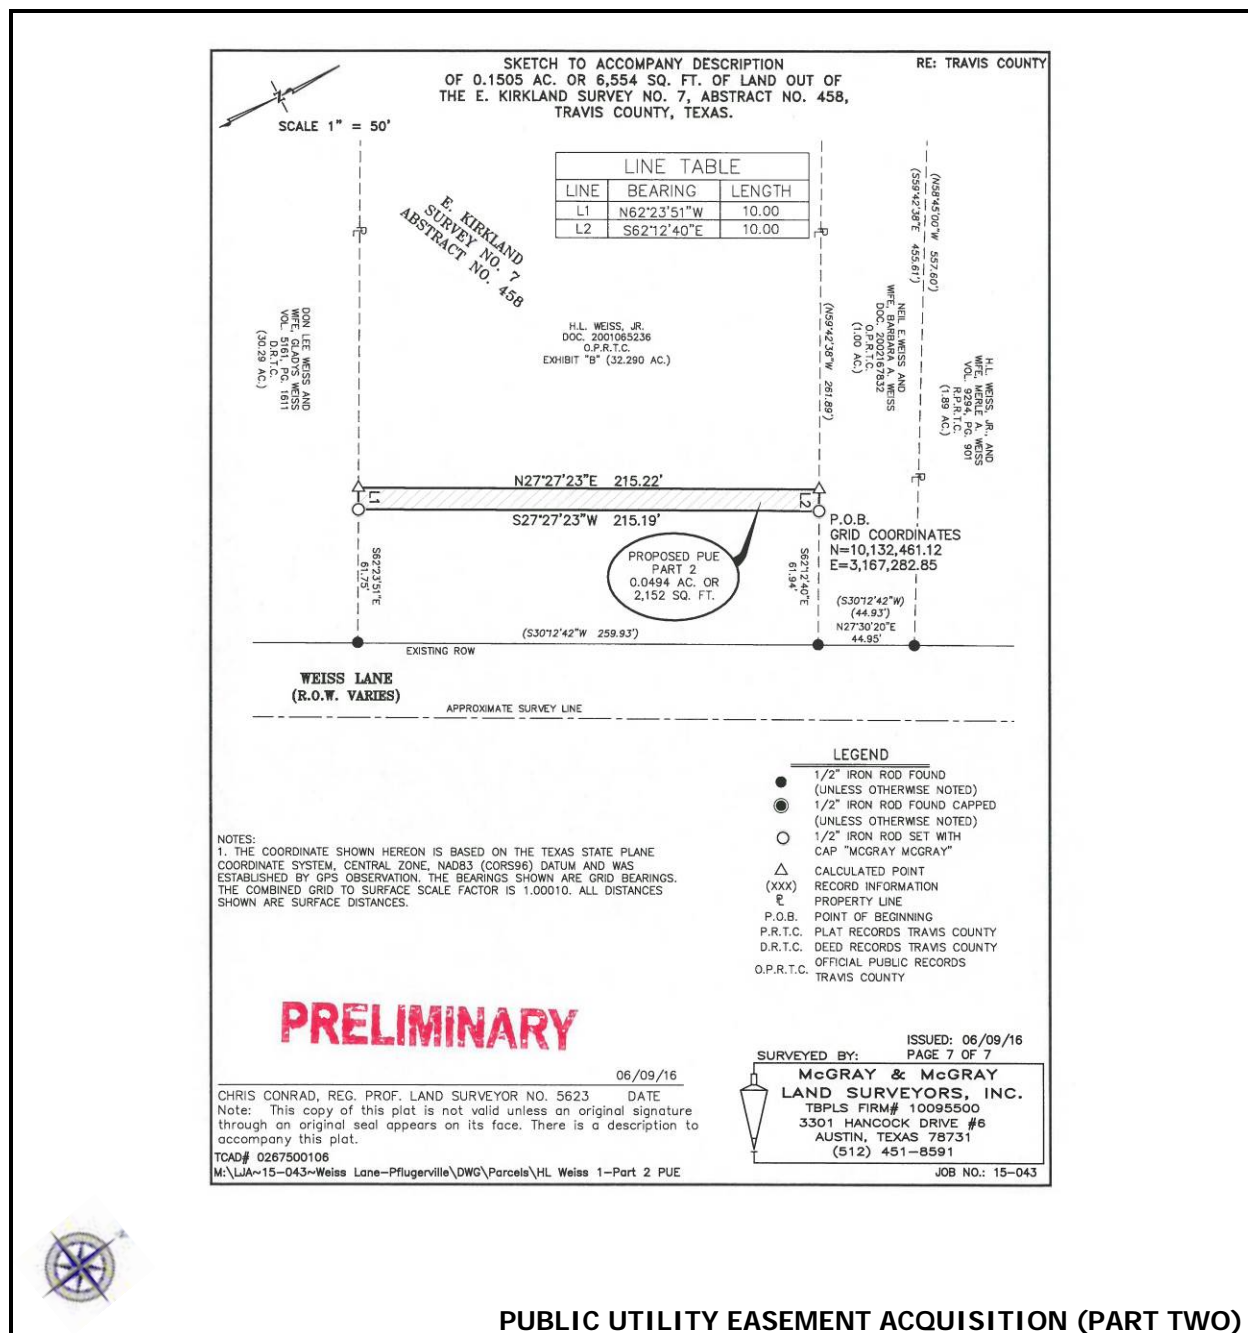 SKETCH TO ACCOMPANY DESCRIPTION
OF 0.1505 AC. OR 6,554 SQ. FT. OF LAND OUT OF
THE E. KIRKLAND SURVEY NO. 7, ABSTRACT NO. 458,
TRAVIS COUNTY, TEXAS.
RE: TRAVIS COUNTY
N
SCALE 1" = 50'
LINE TABLE
LINE BEARING LENGTH
L1 N62°23'51"W 10.00
L2 S62°12'40"E 10.00
E. KIRKLAND
SURVEY NO. 7
ABSTRACT NO. 458
DON LEE WEISS AND
WIFE, GLADYS WEISS
VOL. 5161, PG. 1611
D.R.T.C.
(30.29 AC.)
H.L. WEISS, JR.
DOC. 2001065236
O.P.R.T.C.
EXHIBIT "B" (32.290 AC.)
(N59°42'38"W 261.89')
NEIL E.WEISS AND
WIFE, BARBARA A. WEISS
DOC. 2002167832
O.P.R.T.C.
(1.00 AC.)
(N58°45'00"W 557.60')
(S59°42'38"E 455.61')
H.L. WEISS, JR., AND
WIFE, MERLE A. WEISS
VOL. 9294, PG. 901
R.P.R.T.C.
(1.89 AC.)
N27°27'23"E 215.22'
L1
L2
S27°27'23"W 215.19'
P.O.B.
GRID COORDINATES
N=10,132,461.12
E=3,167,282.85
PROPOSED PUE
PART 2
0.0494 AC. OR
2,152 SQ. FT.
S62°23'51"E
61.75'
S62°12'40"E
61.94'
(S30°12'42"W)
(44.93')
N27°30'20"E
44.95'
(S30°12'42"W 259.93')
EXISTING ROW
WEISS LANE
(R.O.W. VARIES)
APPROXIMATE SURVEY LINE
LEGEND
1/2" IRON ROD FOUND
(UNLESS OTHERWISE NOTED)
1/2" IRON ROD FOUND CAPPED
(UNLESS OTHERWISE NOTED)
1/2" IRON ROD SET WITH
CAP "MCGRAY MCGRAY"
CALCULATED POINT
(XXX) RECORD INFORMATION
PROPERTY LINE
P.O.B. POINT OF BEGINNING
P.R.T.C. PLAT RECORDS TRAVIS COUNTY
D.R.T.C. DEED RECORDS TRAVIS COUNTY
O.P.R.T.C. OFFICIAL PUBLIC RECORDS
TRAVIS COUNTY
NOTES:
1. THE COORDINATE SHOWN HEREON IS BASED ON THE TEXAS STATE PLANE
COORDINATE SYSTEM, CENTRAL ZONE, NAD83 (CORS96) DATUM AND WAS
ESTABLISHED BY GPS OBSERVATION. THE BEARINGS SHOWN ARE GRID BEARINGS.
THE COMBINED GRID TO SURFACE SCALE FACTOR IS 1.00010. ALL DISTANCES
SHOWN ARE SURFACE DISTANCES.
PRELIMINARY
06/09/16
CHRIS CONRAD, REG. PROF. LAND SURVEYOR NO. 5623 DATE
Note: This copy of this plat is not valid unless an original signature
through an original seal appears on its face. There is a description to
accompany this plat.
TCAD# 0267500106
M:\LJA~15-043~Weiss Lane-Pflugerville\DWG\Parcels\HL Weiss 1-Part 2 PUE
ISSUED: 06/09/16
SURVEYED BY: PAGE 7 OF 7
McGRAY & McGRAY
LAND SURVEYORS, INC.
TBPLS FIRM# 10095500
3301 HANCOCK DRIVE #6
AUSTIN, TEXAS 78731
(512) 451-8591
JOB NO.: 15-043
PUBLIC UTILITY EASEMENT ACQUISITION (PART TWO)